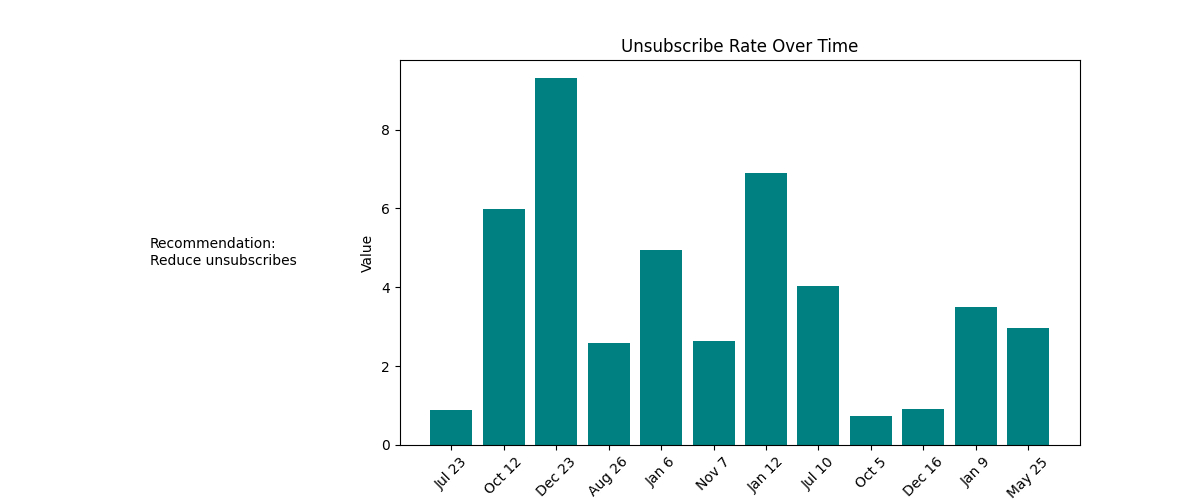 Unsubscribe Rate Over Time
Recommendation:
Reduce unsubscribes
Value
8
6
4
2
0
Jul 23
Oct 12
Dec 23
Aug 26
Jan 6
Nov 7
Jan 12
Jul 10
Oct 5
Dec 16
Jan 9
May 25